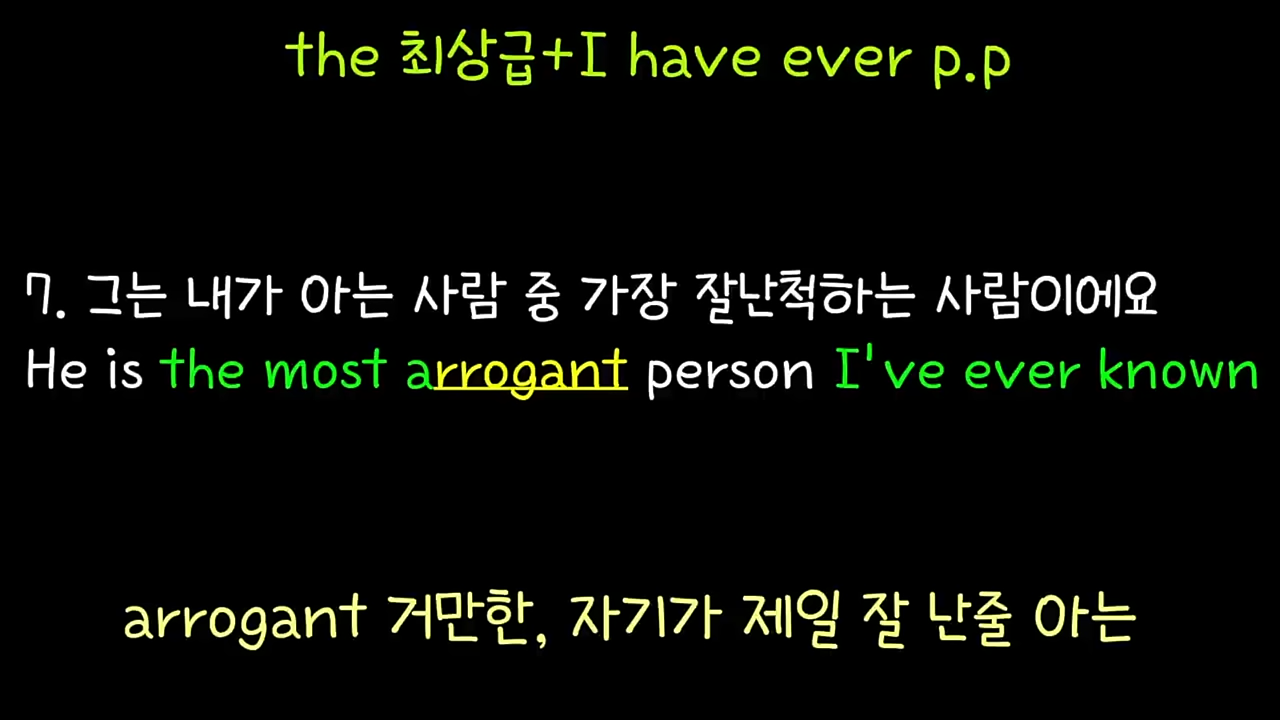 the 최상급+I have ever p.p
7. 그는 내가 아는 사람 중 가장 잘난척하는 사람이에요
He is the most arrogant person I've ever known
arrogant 거만한, 자기가 제일 잘 난줄 아는